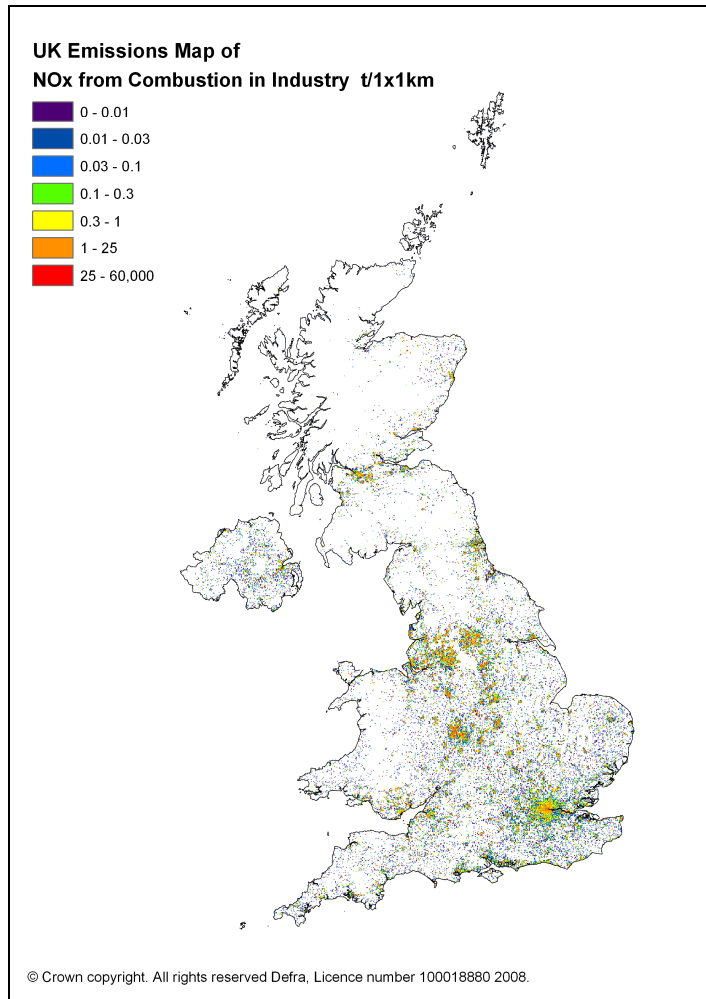 UK Emissions Map of
NOx from Combustion in Industry t/1x1km
0 - 0.01
0.01 - 0.03
0.03 - 0.1
0.1 - 0.3
0.3 - 1
1 - 25
25 - 60,000
© Crown copyright. All rights reserved Defra, Licence number 100018880 2008.